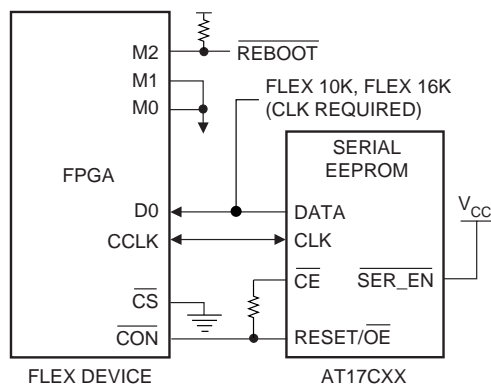 M2
REBOOT
M1
M0
FLEX 10K, FLEX 16K
(CLK REQUIRED)
FPGA
SERIAL
EEPROM
D0
DATA
VCC
CCLK
CLK
CS
CE
SER_EN
CON
RESET/OE
FLEX DEVICE
AT17CXX